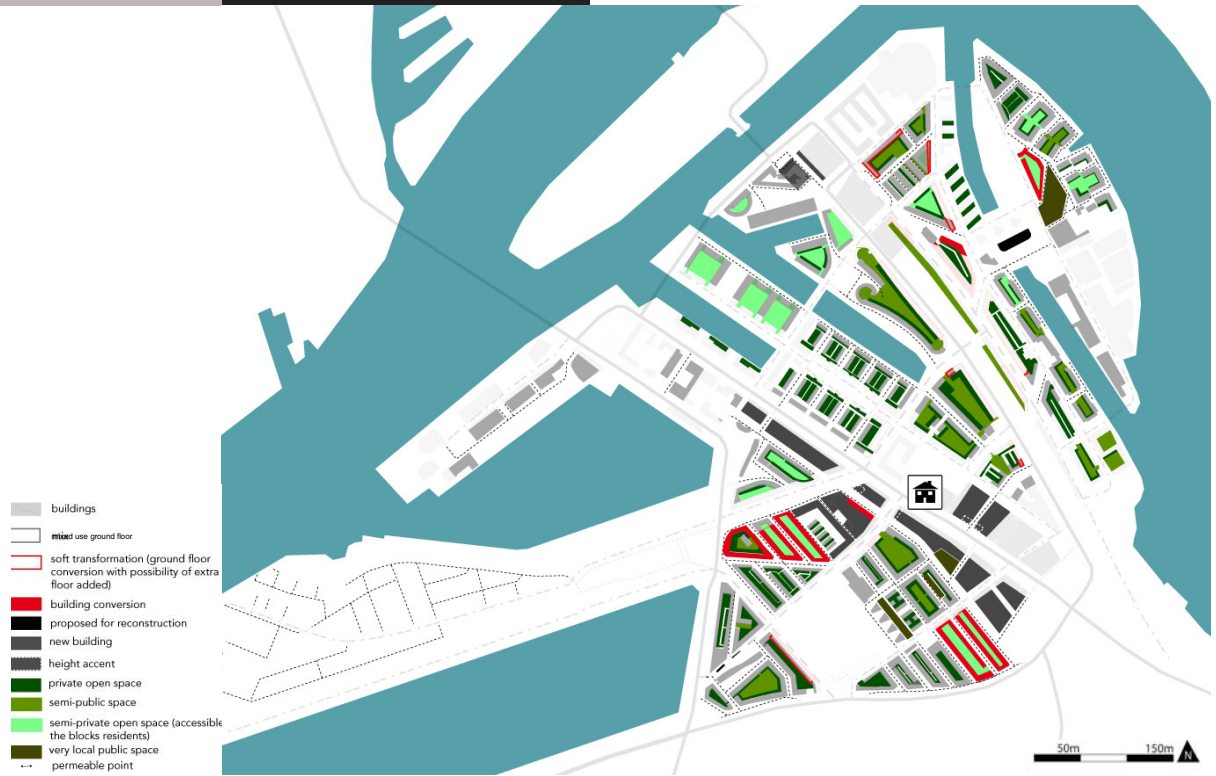 buildings
mixed use ground floor
soft transformation (ground floor
conversion with possibility of extra
floor added)
building conversion
proposed for reconstruction
new building
height accent
private open space
semi-public space
semi-private open space (accessible
the blocks residents)
very local public space
permeable point
50m 150m
N